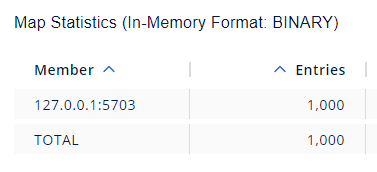 Map Statistics (In-Memory Format: BINARY)
Member Entries
127.0.0.1:5703 1,000
TOTAL 1,000